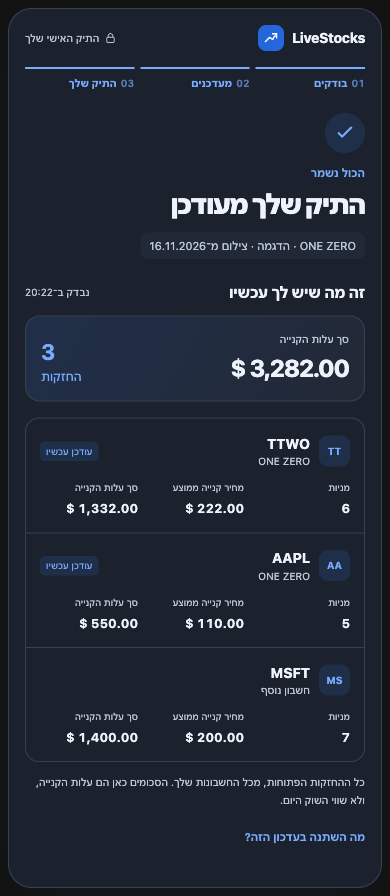 LiveStocks
התיק האישי שלך
01 בודקים
02 מעדכנים
03 התיק שלך
הכול נשמר
התיק שלך מעודכן
ONE ZERO · הדגמה · צילום מ־16.11.2026
זה מה שיש לך עכשיו
נבדק ב־20:22
סך עלות הקנייה
$ 3,282.00
3
החזקות
TT
TTWO
ONE ZERO
עודכן עכשיו
מניות
מחיר קנייה ממוצע
סך עלות הקנייה
6
$ 222.00
$ 1,332.00
AA
AAPL
ONE ZERO
עודכן עכשיו
מניות
מחיר קנייה ממוצע
סך עלות הקנייה
5
$ 110.00
$ 550.00
MS
MSFT
חשבון נוסף
מניות
מחיר קנייה ממוצע
סך עלות הקנייה
7
$ 200.00
$ 1,400.00
כל ההחזקות הפתוחות, מכל החשבונות שלך. הסכומים כאן הם עלות הקנייה,
ולא שווי השוק היום.
מה השתנה בעדכון הזה?